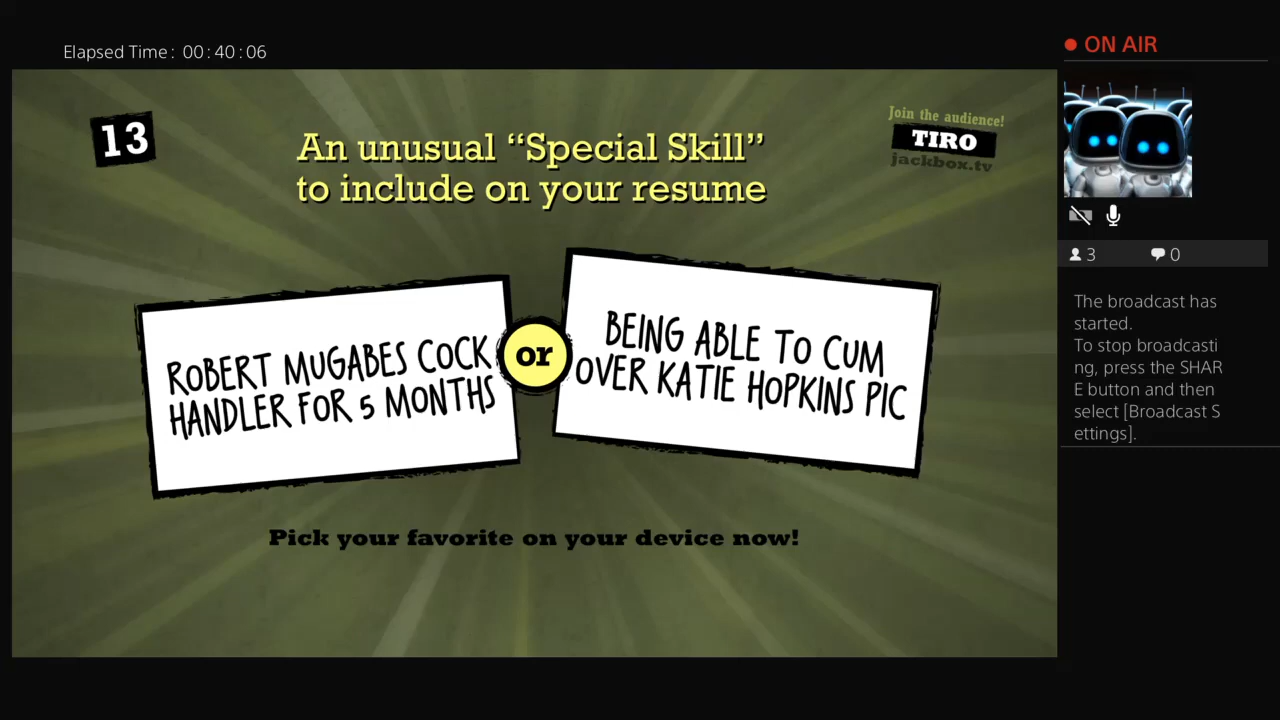 Elapsed Time: 00:40:06
ON AIR
13
An unusual “Special Skill”
to include on your resume
Join the audience!
TIRO
jackbox.tv
ROBERT MUGABES COCK
HANDLER FOR 5 MONTHS
or
BEING ABLE TO CUM
OVER KATIE HOPKINS PIC
Pick your favorite on your device now!
3
0
The broadcast has
started.
To stop broadcasti
ng, press the SHAR
E button and then
select [Broadcast S
ettings].